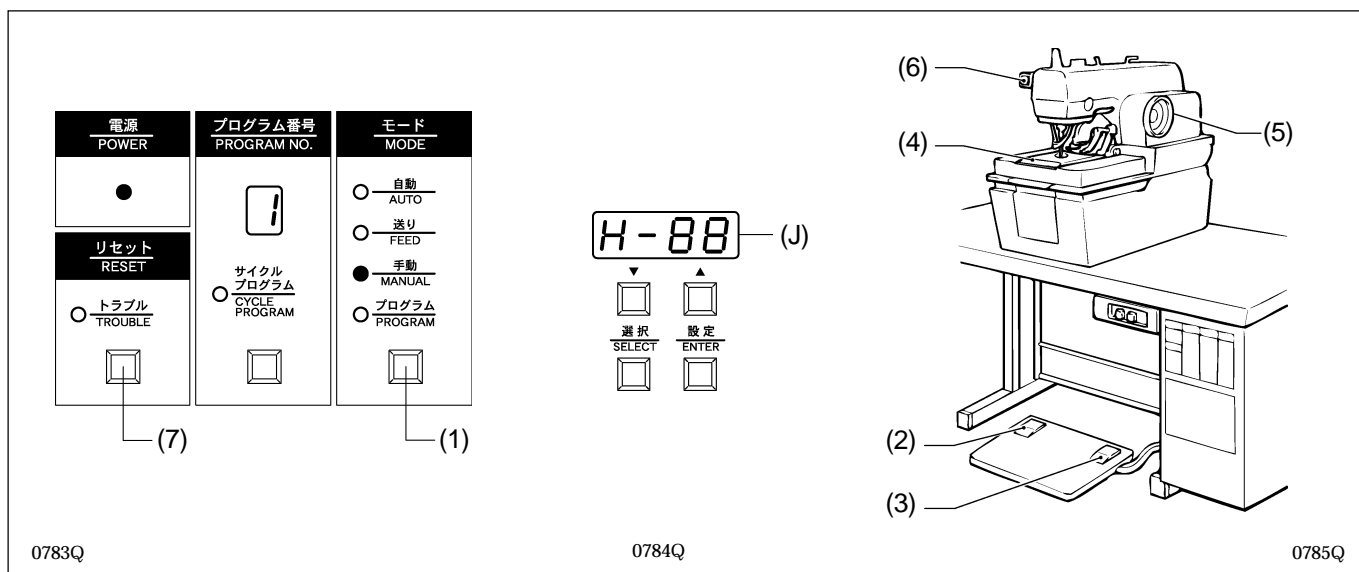 電源
POWER
●
リセット
RESET
トラブル
TROUBLE
(7)
プログラム番号
PROGRAM NO.
1
サイクル
プログラム
CYCLE
PROGRAM
モード
MODE
自動
AUTO
送り
FEED
手動
MANUAL
プログラム
PROGRAM
(1)
0783Q
H-88
(J)
▼ ▲
選択
SELECT
設定
ENTER
0784Q
(6)
(5)
(4)
(2)
(3)
0785Q